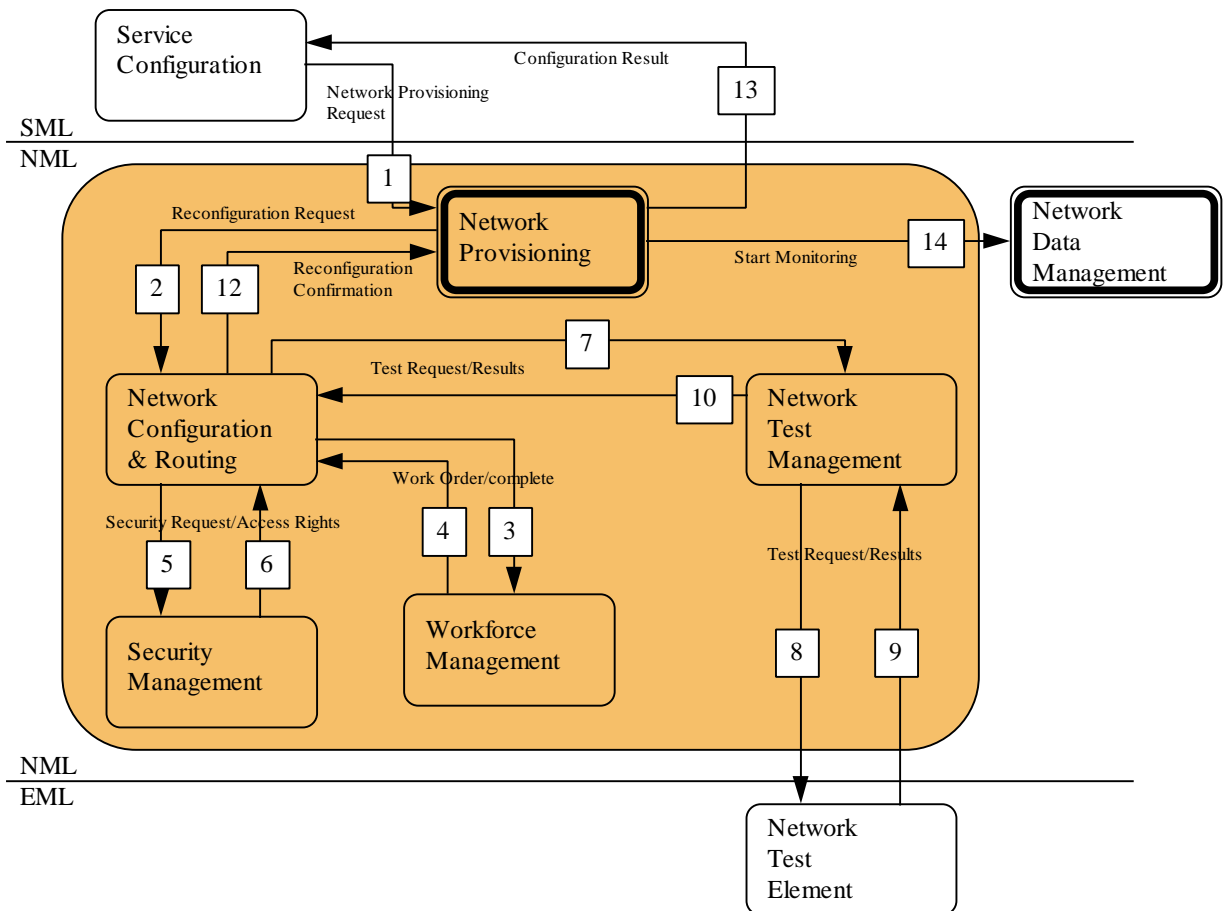 Service
Configuration
Configuration Result
13
Network Provisioning
Request
SML
NML
1
Reconfiguration Request
Network
Provisioning
Network
Data
Management
14
Start Monitoring
Reconfiguration
Confirmation
2
12
7
Test Request/Results
10
Network
Configuration
& Routing
Network
Test
Management
Work Order/complete
Security Request/Access Rights
4
3
5
6
Test Request/Results
Security
Management
Workforce
Management
8
9
NML
EML
Network
Test
Element